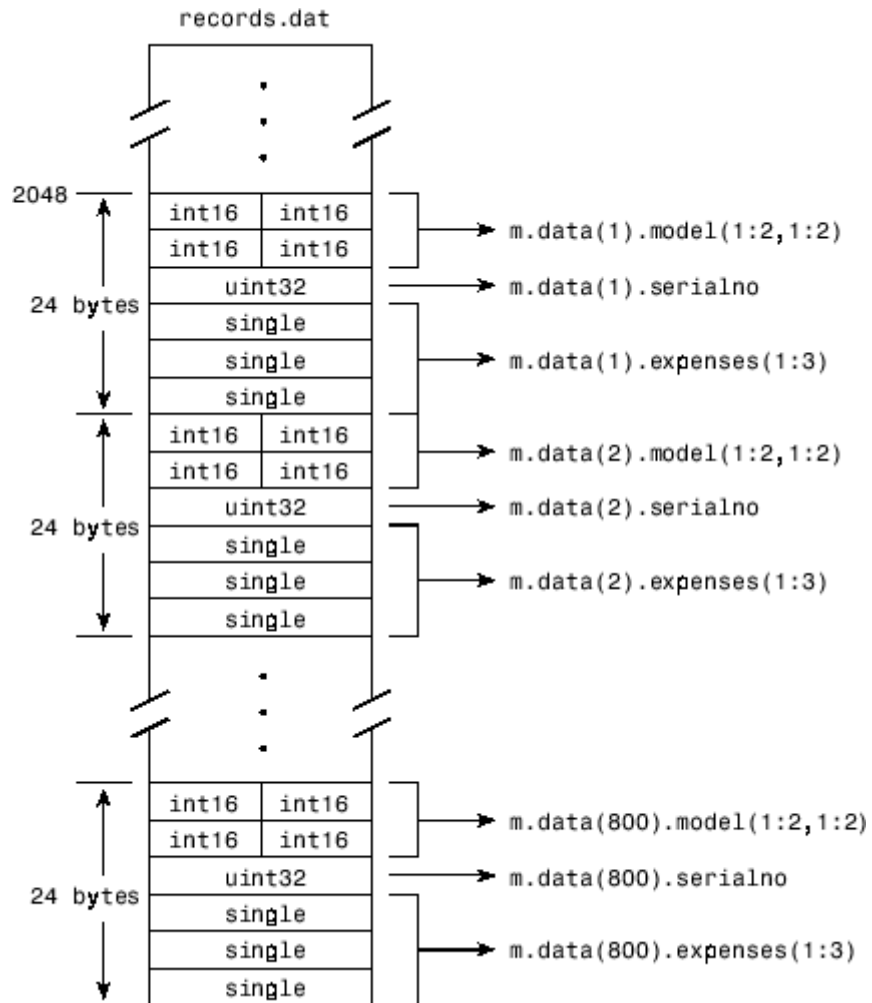 records.dat
2048
int16 int16
int16 int16
m.data(1).model(1:2,1:2)
uint32
m.data(1).serialno
24 bytes
single
single
m.data(1).expenses(1:3)
single
int16 int16
int16 int16
m.data(2).model(1:2,1:2)
uint32
m.data(2).serialno
24 bytes
single
single
m.data(2).expenses(1:3)
single
int16 int16
int16 int16
m.data(800).model(1:2,1:2)
uint32
m.data(800).serialno
24 bytes
single
single
m.data(800).expenses(1:3)
single